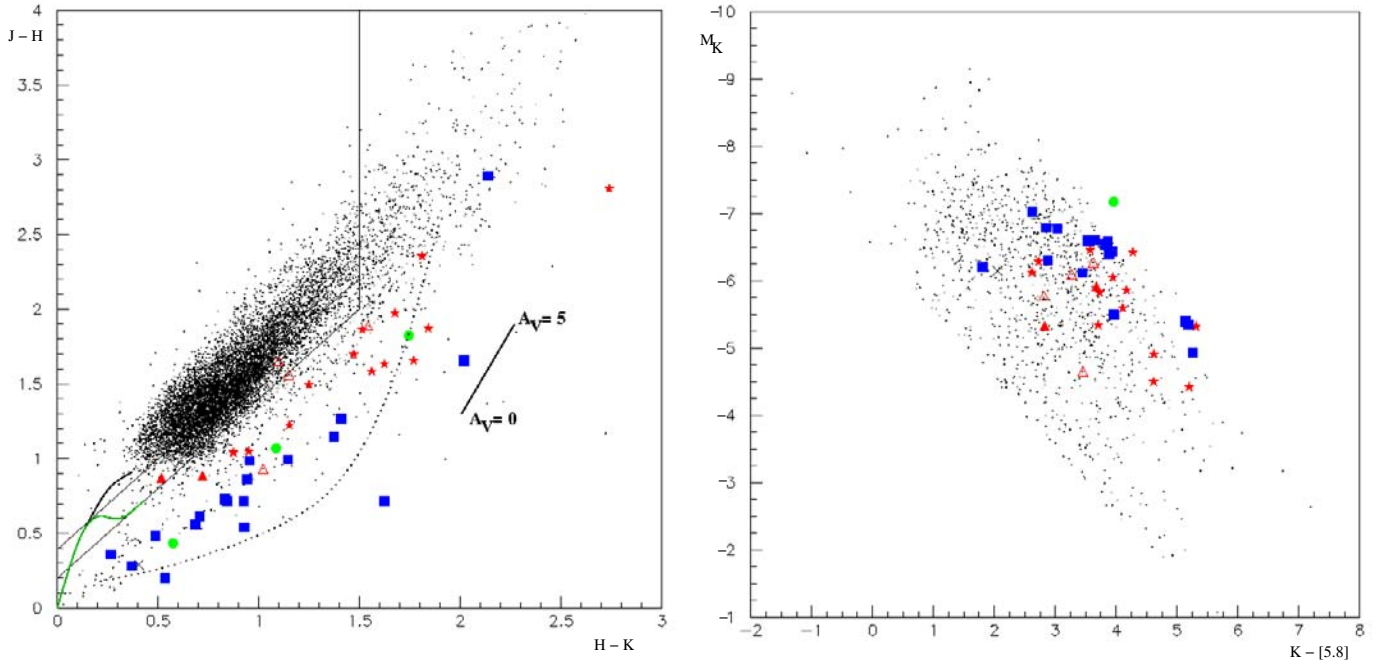 4
J – H
3.5
3
2.5
2
1.5
1
0.5
0
A_V= 5
A_V= 0
0 0.5 1 1.5 2 2.5 3
H – K
–10
M_K
–9
–8
–7
–6
–5
–4
–3
–2
–1
–2 –1 0 1 2 3 4 5 6 7 8
K – [5.8]